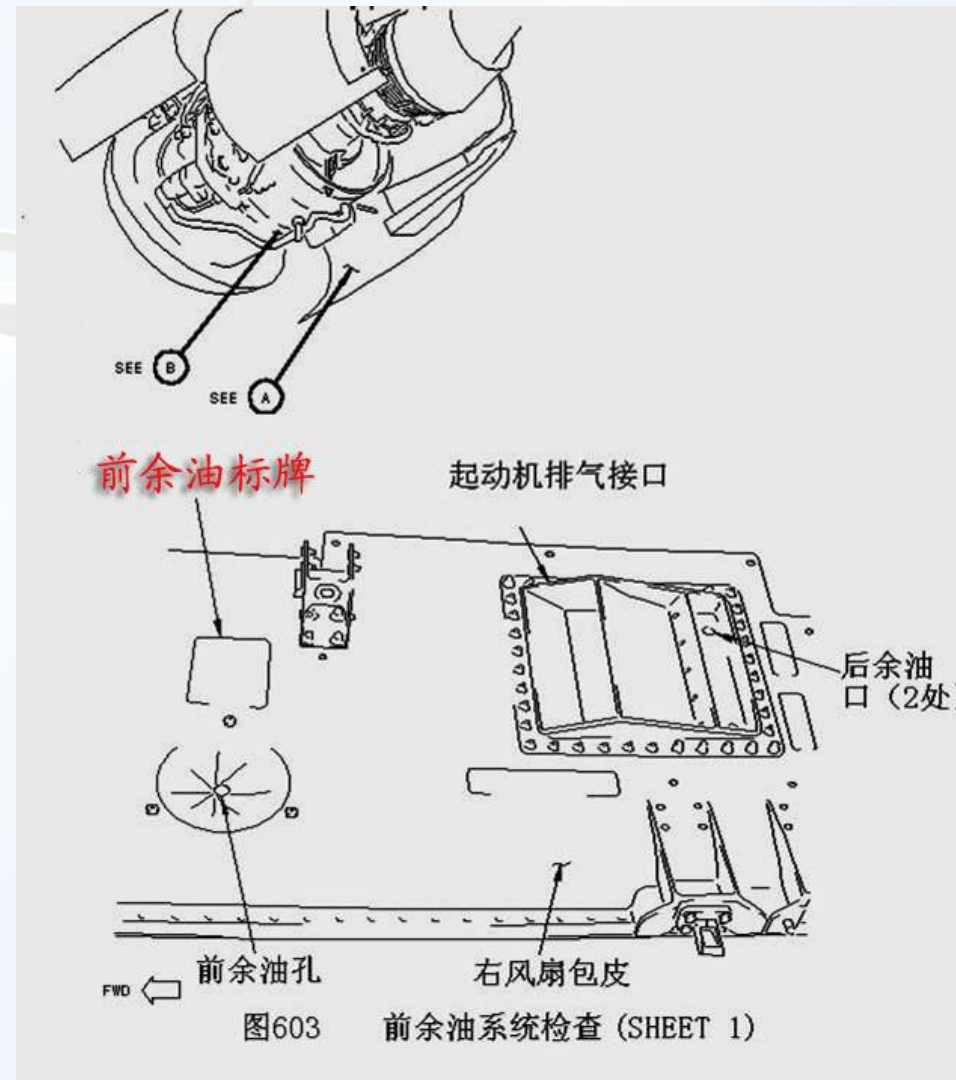 SEE B
SEE A
前余油标牌
起动机排气接口
后余油
口（2处）
前余油孔
右风扇包皮
FWD
图603 前余油系统检查 (SHEET 1)